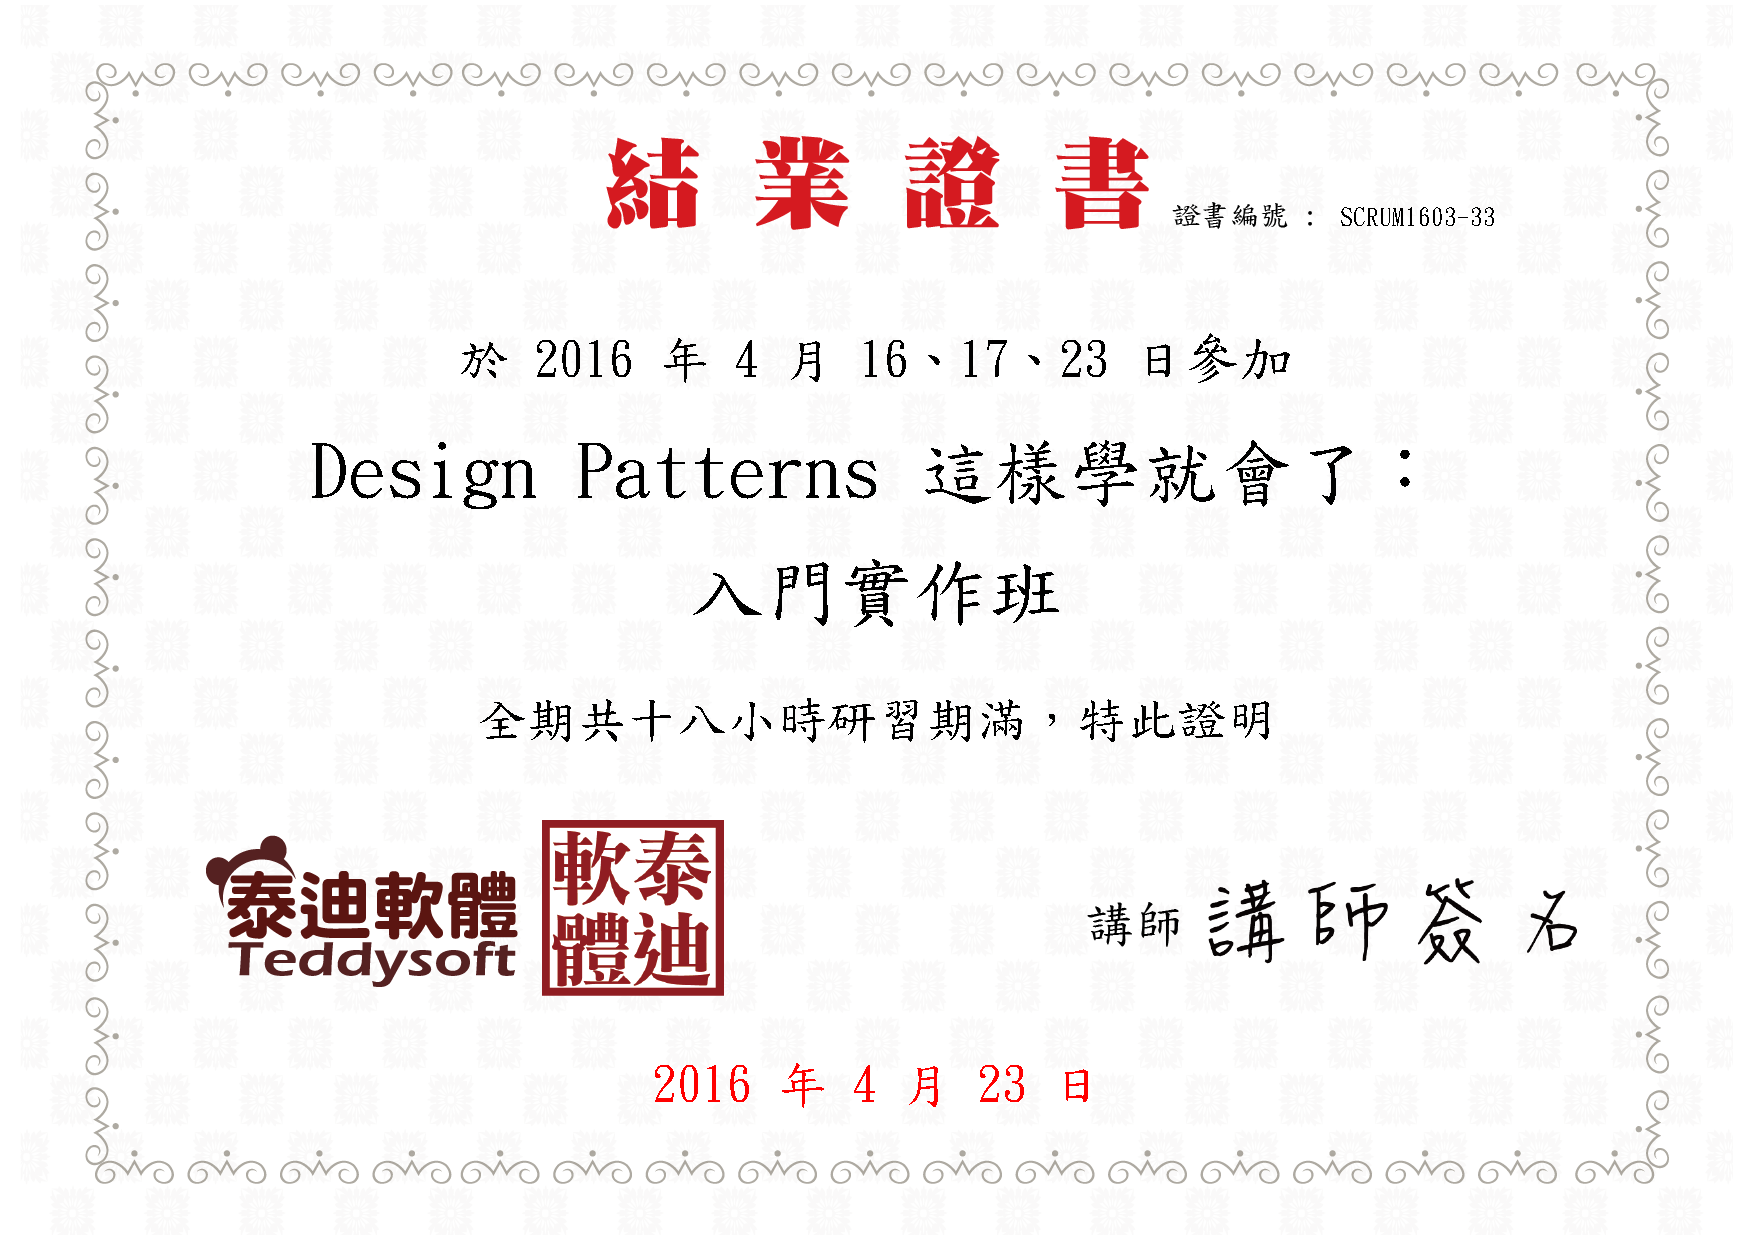 結業證書
證書編號 : SCRUM1603-33
於 2016 年 4 月 16、17、23 日參加
Design Patterns 這樣學就會了：
入門實作班
全期共十八小時研習期滿，特此證明
泰迪軟體
Teddysoft
泰迪軟體
講師 講師簽名
2016 年 4 月 23 日